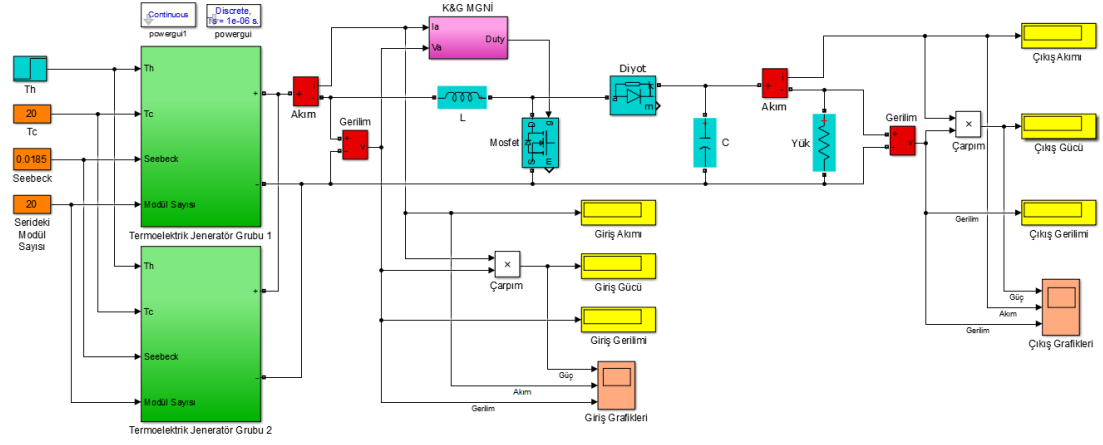 K&G MGNİ
Continuous
powergui1
Discrete,
Ts = 1e-06 s.
powergui
Ia
Va
Duty
Th
Th
Tc
Seebeck
Modül Sayısı
+
-
Termoelektrik Jeneratör Grubu 1
20
Tc
0.0185
Seebeck
20
Serideki
Modül
Sayısı
Th
Tc
Seebeck
Modül Sayısı
+
-
Termoelektrik Jeneratör Grubu 2
+
-
i
Akım
Gerilim
+
-
v
L
Mosfet
g
D
S
m
Diyot
a
k
m
+
C
+
-
i
Akım
+
Yük
Gerilim
+
-
v
×
Çarpım
Çıkış Akımı
Çıkış Gücü
Gerilim
Çıkış Gerilimi
Güç
Akım
Gerilim
Çıkış Grafikleri
Giriş Akımı
×
Çarpım
Giriş Gücü
Giriş Gerilimi
Güç
Akım
Gerilim
Giriş Grafikleri